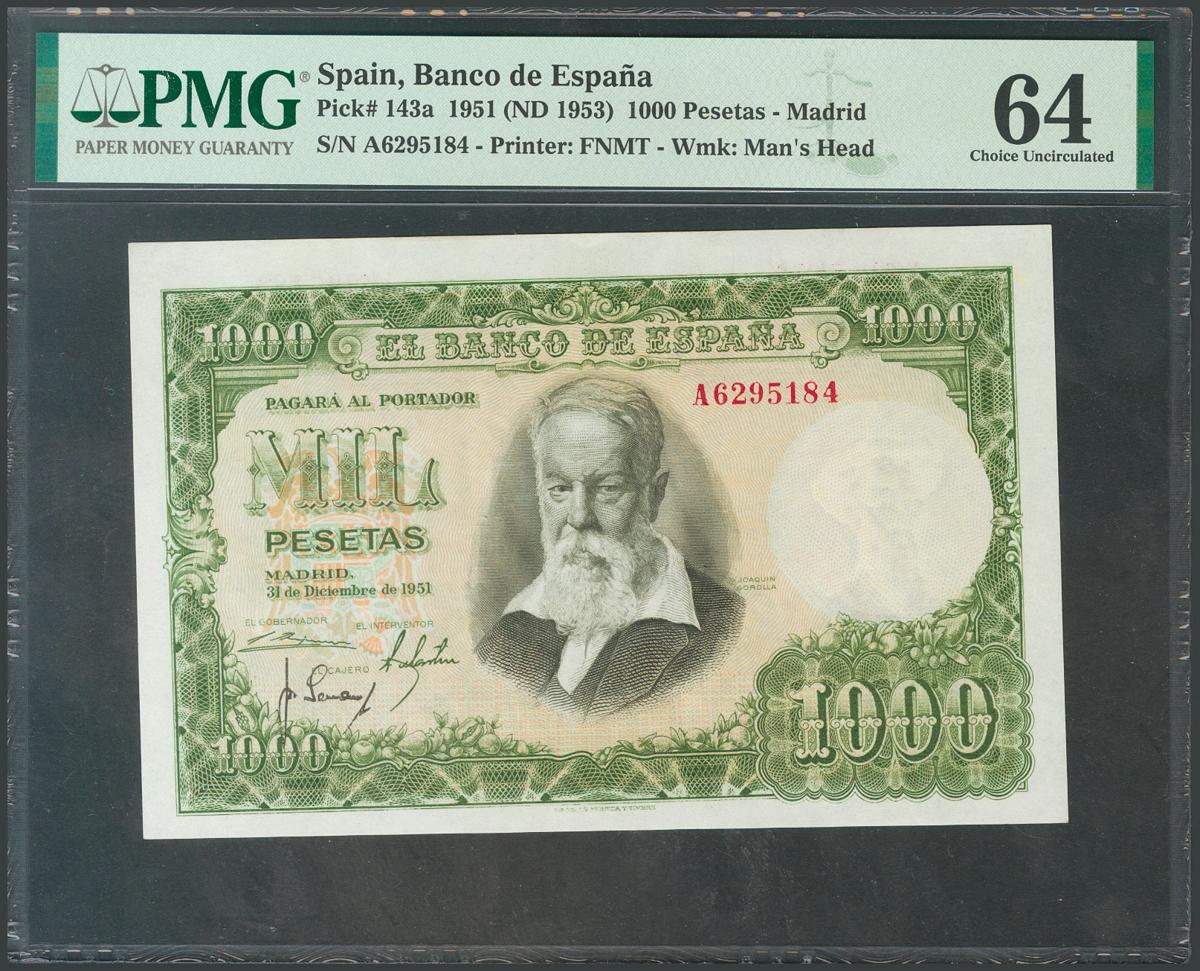 PMG®
PAPER MONEY GUARANTY
Spain, Banco de España
Pick# 143a 1951 (ND 1953) 1000 Pesetas - Madrid
S/N A6295184 - Printer: FNMT - Wmk: Man's Head
64
Choice Uncirculated
1000
EL BANCO DE ESPAÑA
1000
PAGARÁ AL PORTADOR
A6295184
MIL
PESETAS
MADRID,
31 de Diciembre de 1951
JOAQUIN
SOROLLA
EL GOBERNADOR
EL INTERVENTOR
EL CAJERO
1000
1000